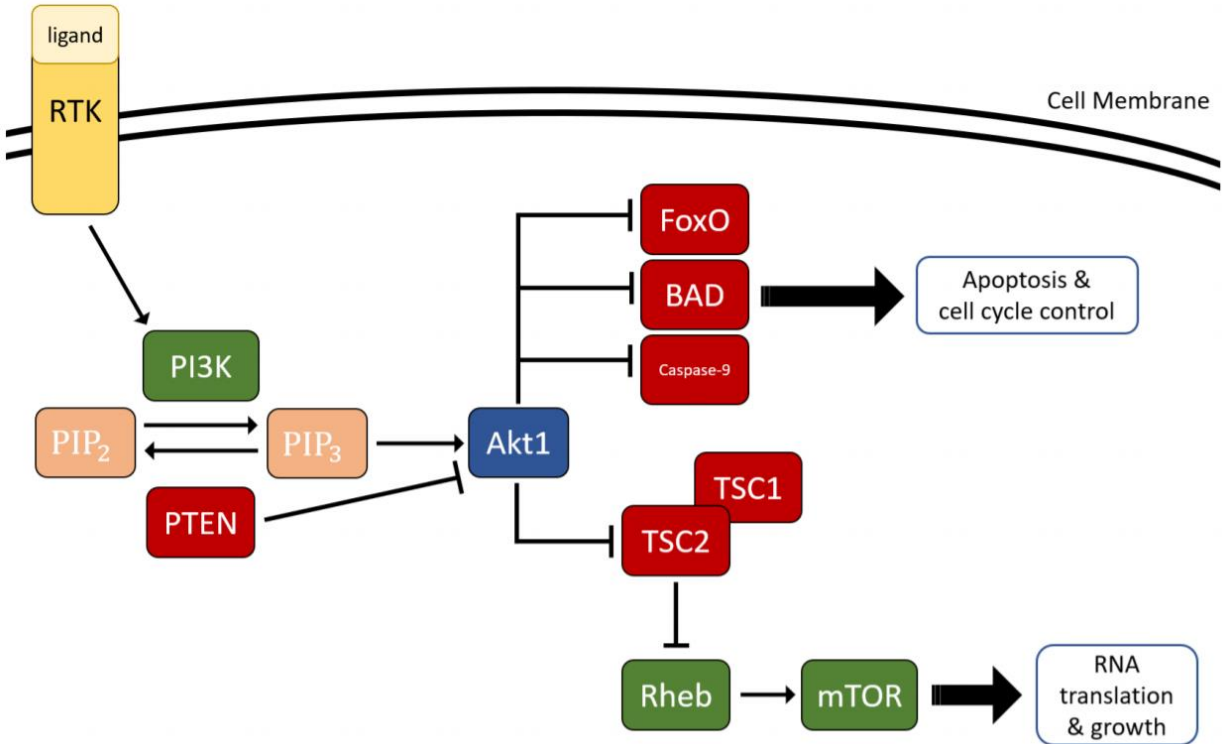 ligand
RTK
Cell Membrane
FoxO
BAD
Caspase-9
Apoptosis &
cell cycle control
PI3K
PIP₂
PIP₃
Akt1
PTEN
TSC1
TSC2
Rheb
mTOR
RNA
translation
& growth